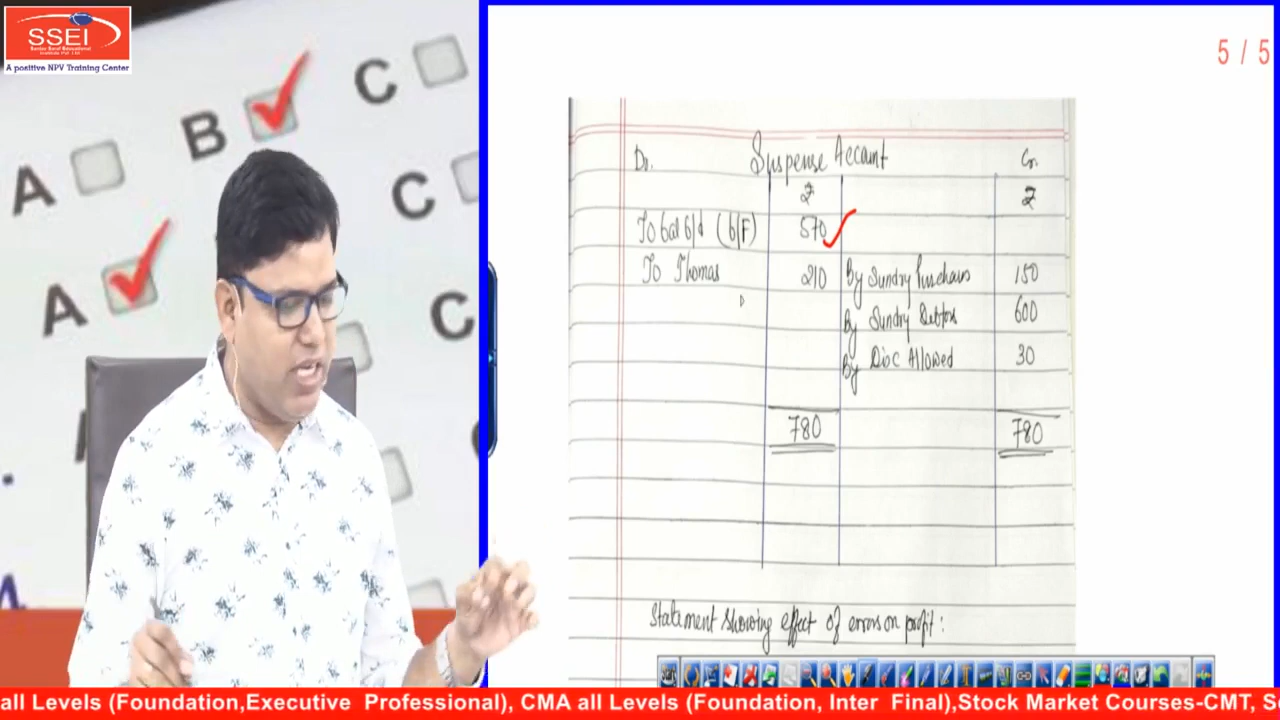 SSEI
A positive NPV Training Center
A
B
C
A
C
C
5 / 5
Dr. Suspense Account Cr.
₹ ₹
To bal b/d (b/F) 570
To Thomas 210 By Sundry Purchases 150
By Sundry Debtors 600
By Disc Allowed 30
780 780
Statement showing effect of errors on profit:
all Levels (Foundation,Executive Professional), CMA all Levels (Foundation, Inter Final),Stock Market Courses-CMT, S